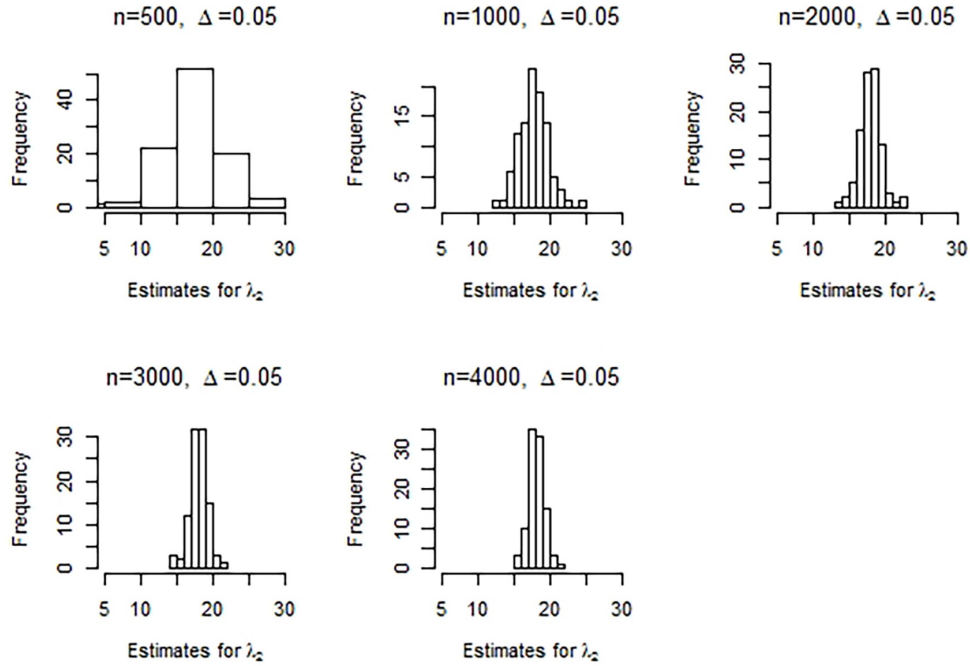 n=500, Δ=0.05
Frequency
0 20 40
5 10 20 30
Estimates for λ₂
n=1000, Δ=0.05
Frequency
5 15
5 10 20 30
Estimates for λ₂
n=2000, Δ=0.05
Frequency
0 10 20 30
5 10 20 30
Estimates for λ₂
n=3000, Δ=0.05
Frequency
0 10 20 30
5 10 20 30
Estimates for λ₂
n=4000, Δ=0.05
Frequency
0 10 20 30
5 10 20 30
Estimates for λ₂